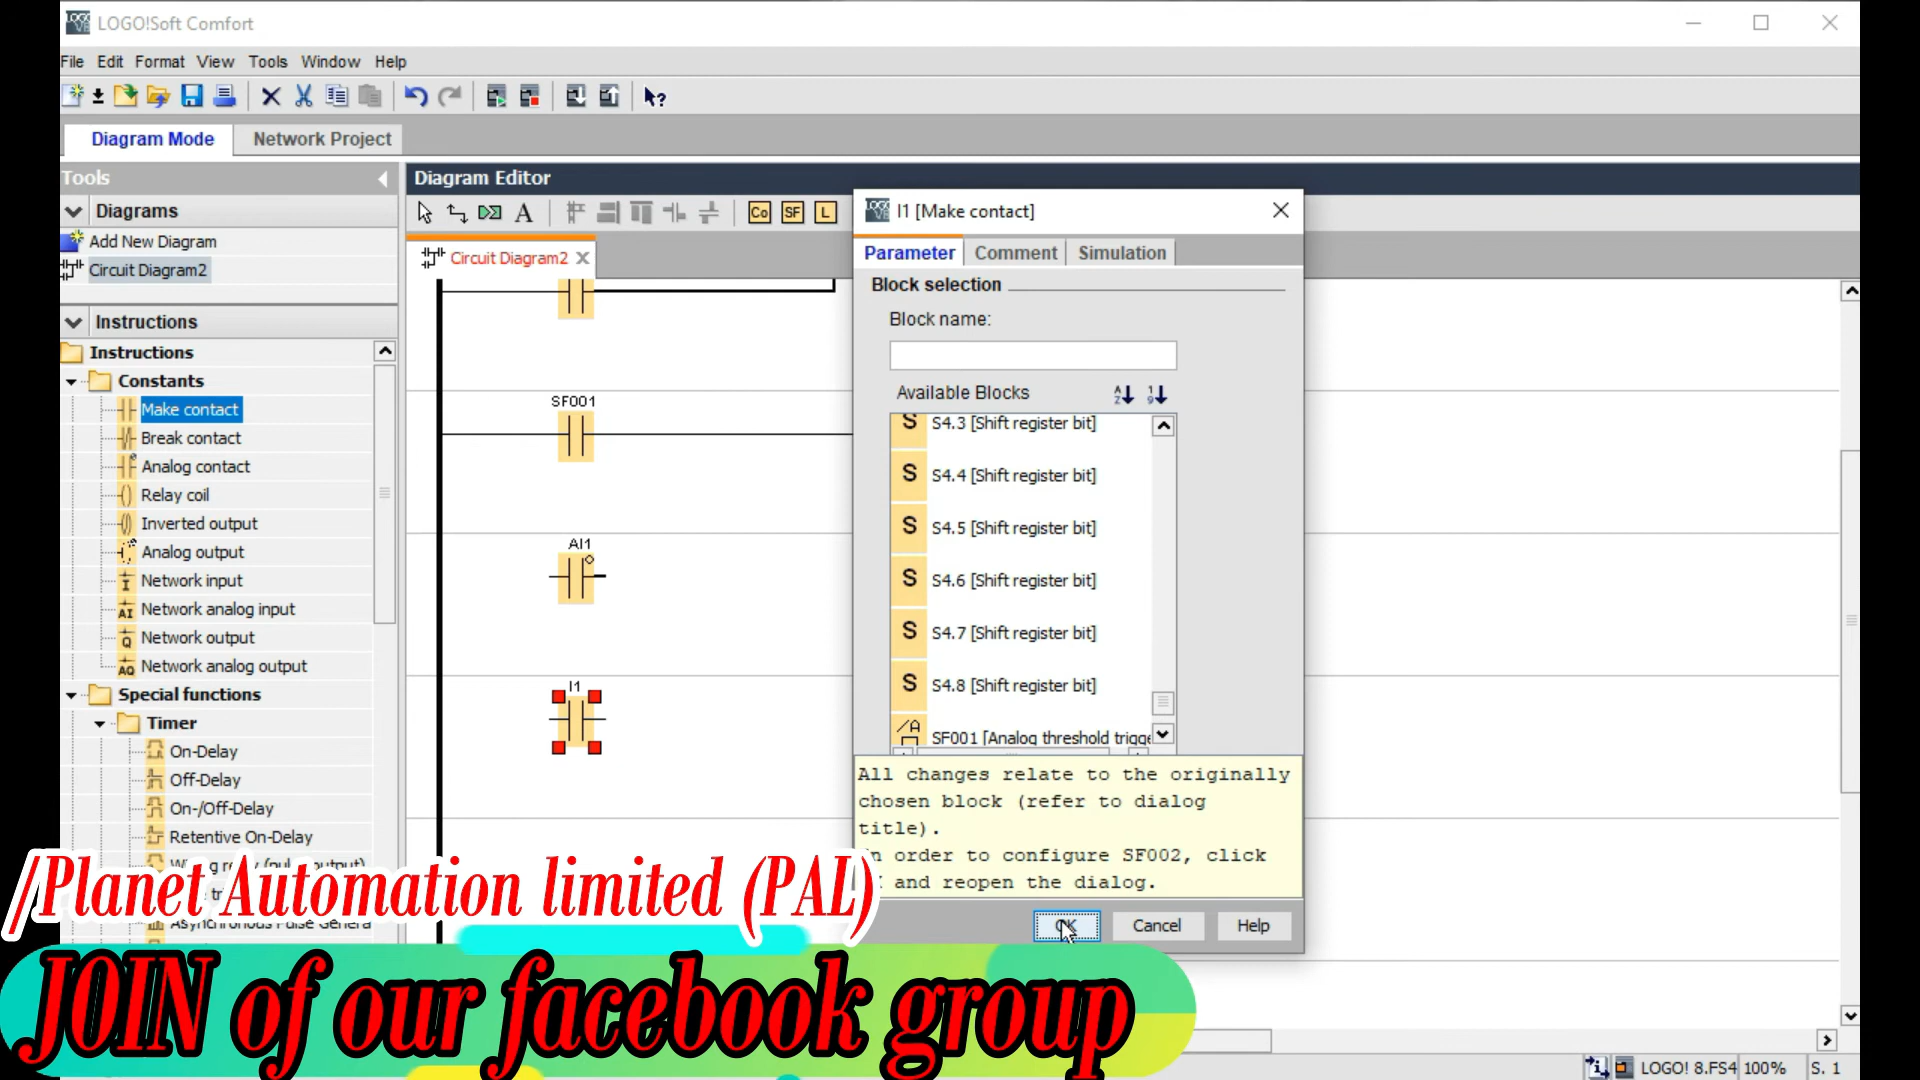 LOGO!Soft Comfort
File Edit Format View Tools Window Help
Diagram Mode Network Project
Tools
Diagrams
Add New Diagram
Circuit Diagram2
Instructions
Instructions
Constants
Make contact
Break contact
Analog contact
Relay coil
Inverted output
Analog output
Network input
Network analog input
Network output
Network analog output
Special functions
Timer
On-Delay
Off-Delay
On-/Off-Delay
Retentive On-Delay
Diagram Editor
A Co SF L
Circuit Diagram2
SF001
AI1
I1
I1 [Make contact]
Parameter Comment Simulation
Block selection
Block name:
Available Blocks
S S4.3 [Shift register bit]
S S4.4 [Shift register bit]
S S4.5 [Shift register bit]
S S4.6 [Shift register bit]
S S4.7 [Shift register bit]
S S4.8 [Shift register bit]
SF001 [Analog threshold trigge
All changes relate to the originally
chosen block (refer to dialog
title).
n order to configure SF002, click
and reopen the dialog.
OK Cancel Help
/Planet Automation limited (PAL)
JOIN of our facebook group
LOGO! 8.FS4 100% S. 1